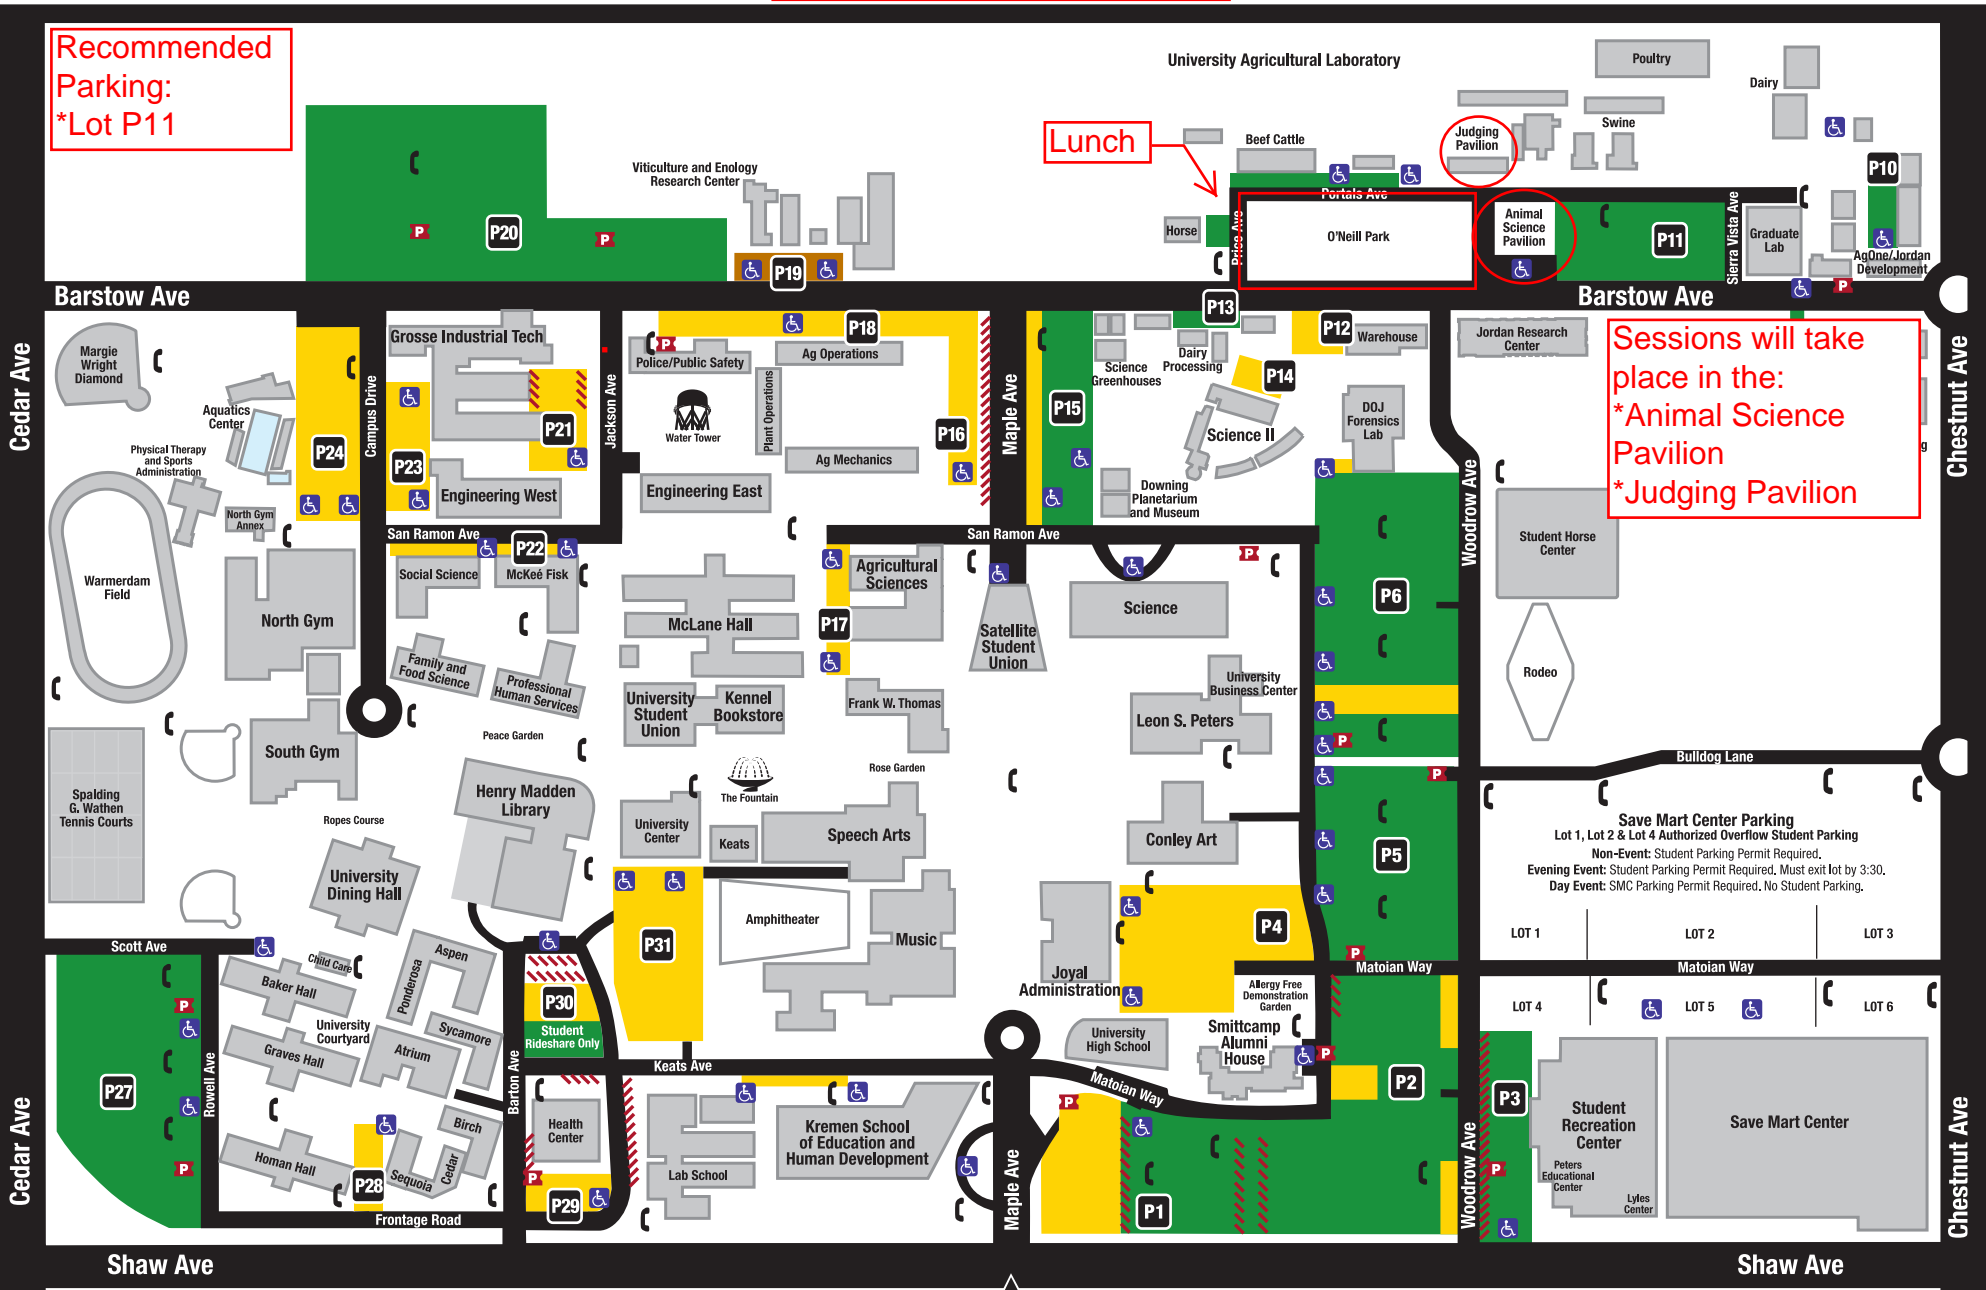 Recommended
Parking:
*Lot P11
University Agricultural Laboratory
Poultry
Dairy
Swine
Judging
Pavilion
Beef Cattle
Lunch
Viticulture and Enology
Research Center
P10
P
P20
P
P19
Horse
Price Ave
Portals Ave
O'Neill Park
Animal
Science
Pavilion
P11
Sierra Vista Ave
Graduate
Lab
AgOne/Jordan
Development
P
Barstow Ave
Barstow Ave
Cedar Ave
Chestnut Ave
Margie
Wright
Diamond
Aquatics
Center
Physical Therapy
and Sports
Administration
P24
Campus Drive
Grosse Industrial Tech
P21
P23
Jackson Ave
Engineering West
P
Police/Public Safety
P18
Ag Operations
Plant Operations
Water Tower
P16
Ag Mechanics
Engineering East
Maple Ave
P15
P13
Science
Greenhouses
Dairy
Processing
P12
Warehouse
P14
Science II
DOJ
Forensics
Lab
Downing
Planetarium
and Museum
Woodrow Ave
Jordan Research
Center
Sessions will take
place in the:
*Animal Science
Pavilion
*Judging Pavilion
g
Student Horse
Center
Rodeo
North Gym
Annex
Warmerdam
Field
North Gym
South Gym
San Ramon Ave
P22
Social Science
McKee Fisk
Family and
Food Science
Professional
Human Services
San Ramon Ave
McLane Hall
P17
Agricultural
Sciences
Satellite
Student
Union
Science
P
P6
University
Student
Union
Kennel
Bookstore
Frank W. Thomas
University
Business Center
Leon S. Peters
P
P
Bulldog Lane
Spalding
G. Wathen
Tennis Courts
Peace Garden
Henry Madden
Library
Ropes Course
University
Dining Hall
The Fountain
Rose Garden
University
Center
Keats
Speech Arts
Conley Art
P5
Save Mart Center Parking
Lot 1, Lot 2 & Lot 4 Authorized Overflow Student Parking
Non-Event: Student Parking Permit Required.
Evening Event: Student Parking Permit Required. Must exit lot by 3:30.
Day Event: SMC Parking Permit Required. No Student Parking.
LOT 1
LOT 2
LOT 3
Amphitheater
Music
P31
Joyal
Administration
P4
P
Matoian Way
Matoian Way
LOT 4
LOT 5
LOT 6
Scott Ave
Child Care
Baker Hall
Ponderosa
Aspen
University
Courtyard
Graves Hall
Atrium
Sycamore
P
P27
P
Rowell Ave
Homan Hall
P28
Sequoia
Cedar
Birch
Barton Ave
P30
Student
Rideshare Only
Keats Ave
Health
Center
P
P29
Frontage Road
Lab School
Kremen School
of Education and
Human Development
Maple Ave
University
High School
Allergy Free
Demonstration
Garden
Smittcamp
Alumni
House
P
Matoian Way
P
P1
P2
Woodrow Ave
P3
P
Student
Recreation
Center
Peters
Educational
Center
Lyles
Center
Save Mart Center
Cedar Ave
Chestnut Ave
Shaw Ave
Shaw Ave